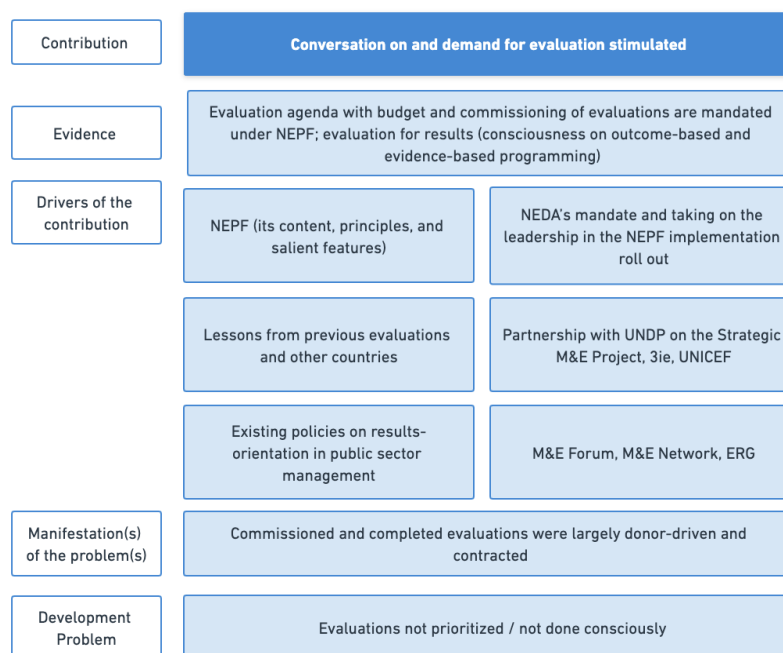 Contribution
Conversation on and demand for evaluation stimulated
Evidence
Evaluation agenda with budget and commissioning of evaluations are mandated
under NEPF; evaluation for results (consciousness on outcome-based and
evidence-based programming)
Drivers of the
contribution
NEPF (its content, principles, and
salient features)
NEDA’s mandate and taking on the
leadership in the NEPF implementation
roll out
Lessons from previous evaluations
and other countries
Partnership with UNDP on the Strategic
M&E Project, 3ie, UNICEF
Existing policies on results-
orientation in public sector
management
M&E Forum, M&E Network, ERG
Manifestation(s)
of the problem(s)
Commissioned and completed evaluations were largely donor-driven and
contracted
Development
Problem
Evaluations not prioritized / not done consciously